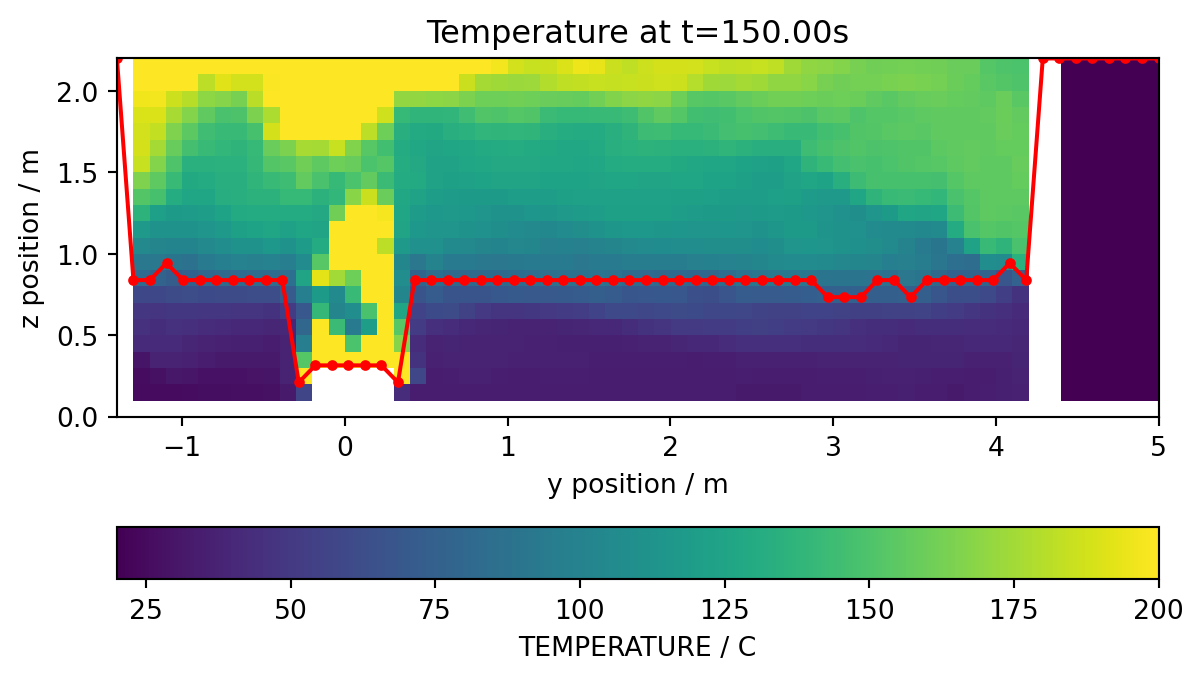 Temperature at t=150.00s
2.0
1.5
1.0
0.5
0.0
z position / m
−1 0 1 2 3 4 5
y position / m
25 50 75 100 125 150 175 200
TEMPERATURE / C